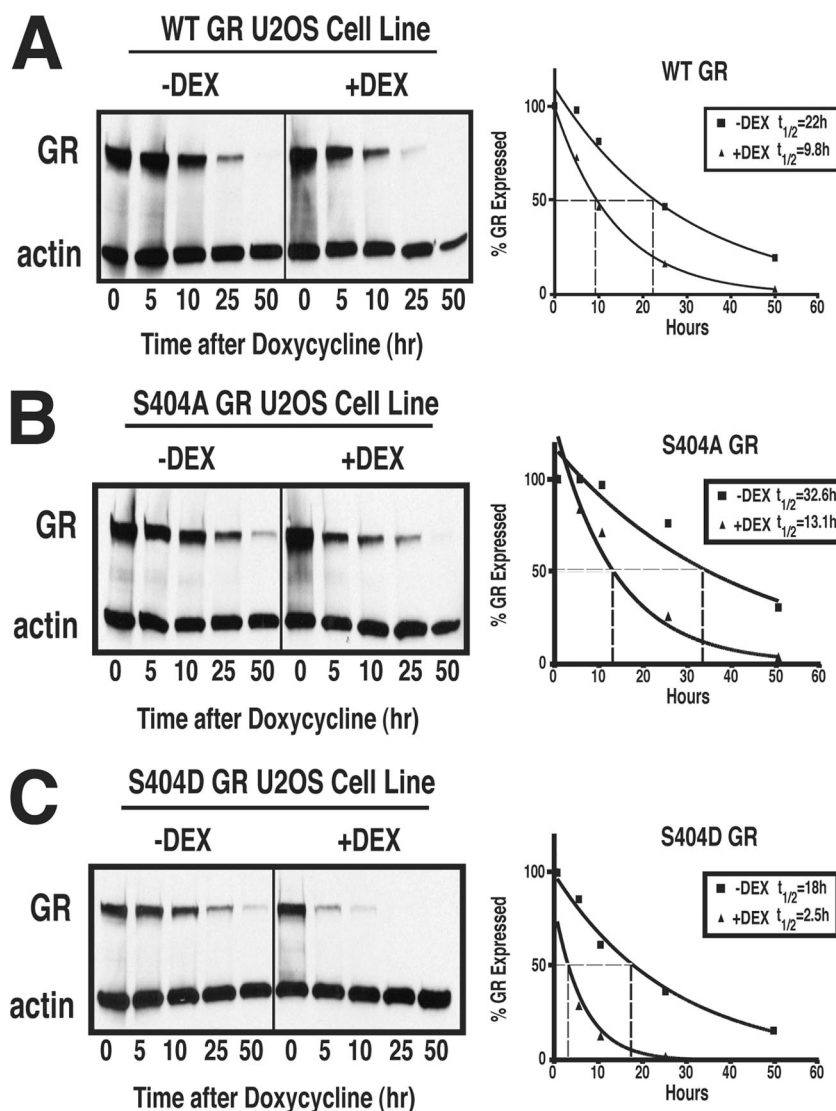 A
WT GR U2OS Cell Line
-DEX +DEX
GR
actin
0 5 10 25 50 0 5 10 25 50
Time after Doxycycline (hr)
WT GR
% GR Expressed
100
50
0
0 10 20 30 40 50 60
Hours
-DEX t1/2=22h
+DEX t1/2=9.8h
B
S404A GR U2OS Cell Line
-DEX +DEX
GR
actin
0 5 10 25 50 0 5 10 25 50
Time after Doxycycline (hr)
S404A GR
% GR Expressed
100
50
0
0 10 20 30 40 50 60
Hours
-DEX t1/2=32.6h
+DEX t1/2=13.1h
C
S404D GR U2OS Cell Line
-DEX +DEX
GR
actin
0 5 10 25 50 0 5 10 25 50
Time after Doxycycline (hr)
S404D GR
% GR Expressed
100
50
0
0 10 20 30 40 50 60
Hours
-DEX t1/2=18h
+DEX t1/2=2.5h